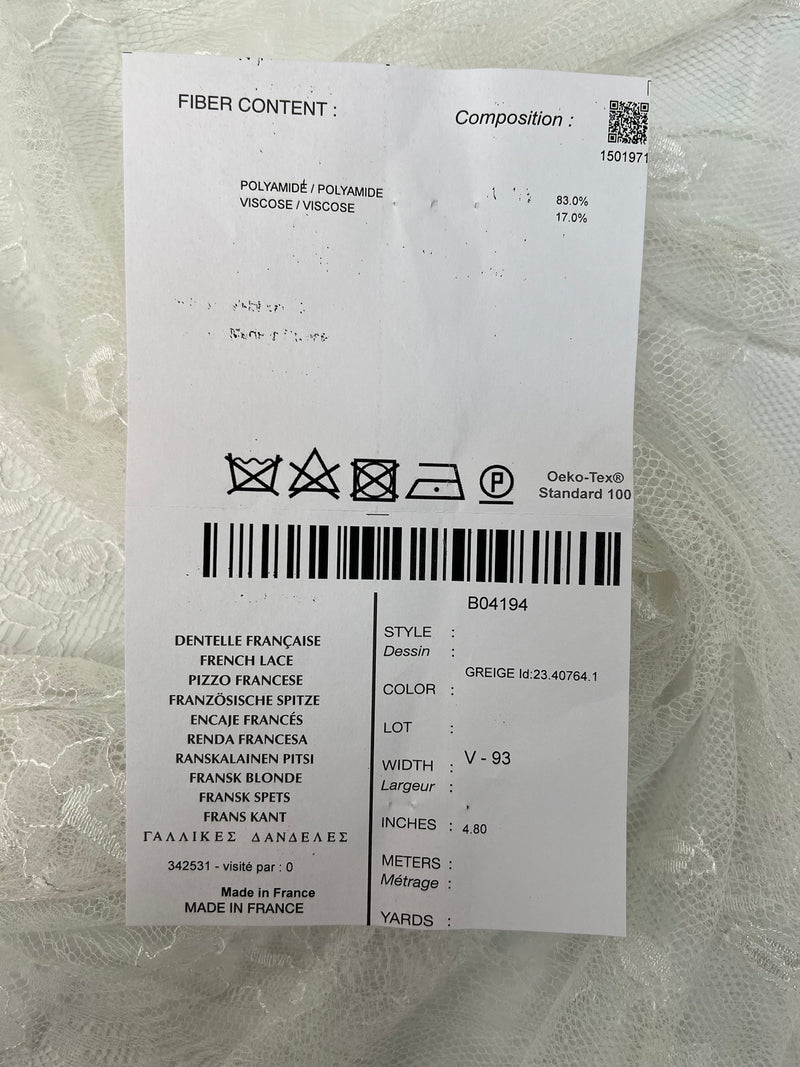 FIBER CONTENT :
Composition :
1501971
POLYAMIDE / POLYAMIDE 83.0%
VISCOSE / VISCOSE 17.0%
P
Oeko-Tex®
Standard 100
B04194
DENTELLE FRANÇAISE
FRENCH LACE
PIZZO FRANCESE
FRANZÖSISCHE SPITZE
ENCAJE FRANCÉS
RENDA FRANCESA
RANSKALAINEN PITSI
FRANSK BLONDE
FRANSK SPETS
FRANS KANT
ΓΑΛΛΙΚΕΣ ΔΑΝΔΕΛΕΣ
342531 - visité par : 0
Made in France
MADE IN FRANCE
STYLE :
Dessin :
GREIGE Id:23.40764.1
COLOR :
LOT :
WIDTH : V - 93
Largeur :
INCHES : 4.80
METERS :
Métrage :
YARDS :